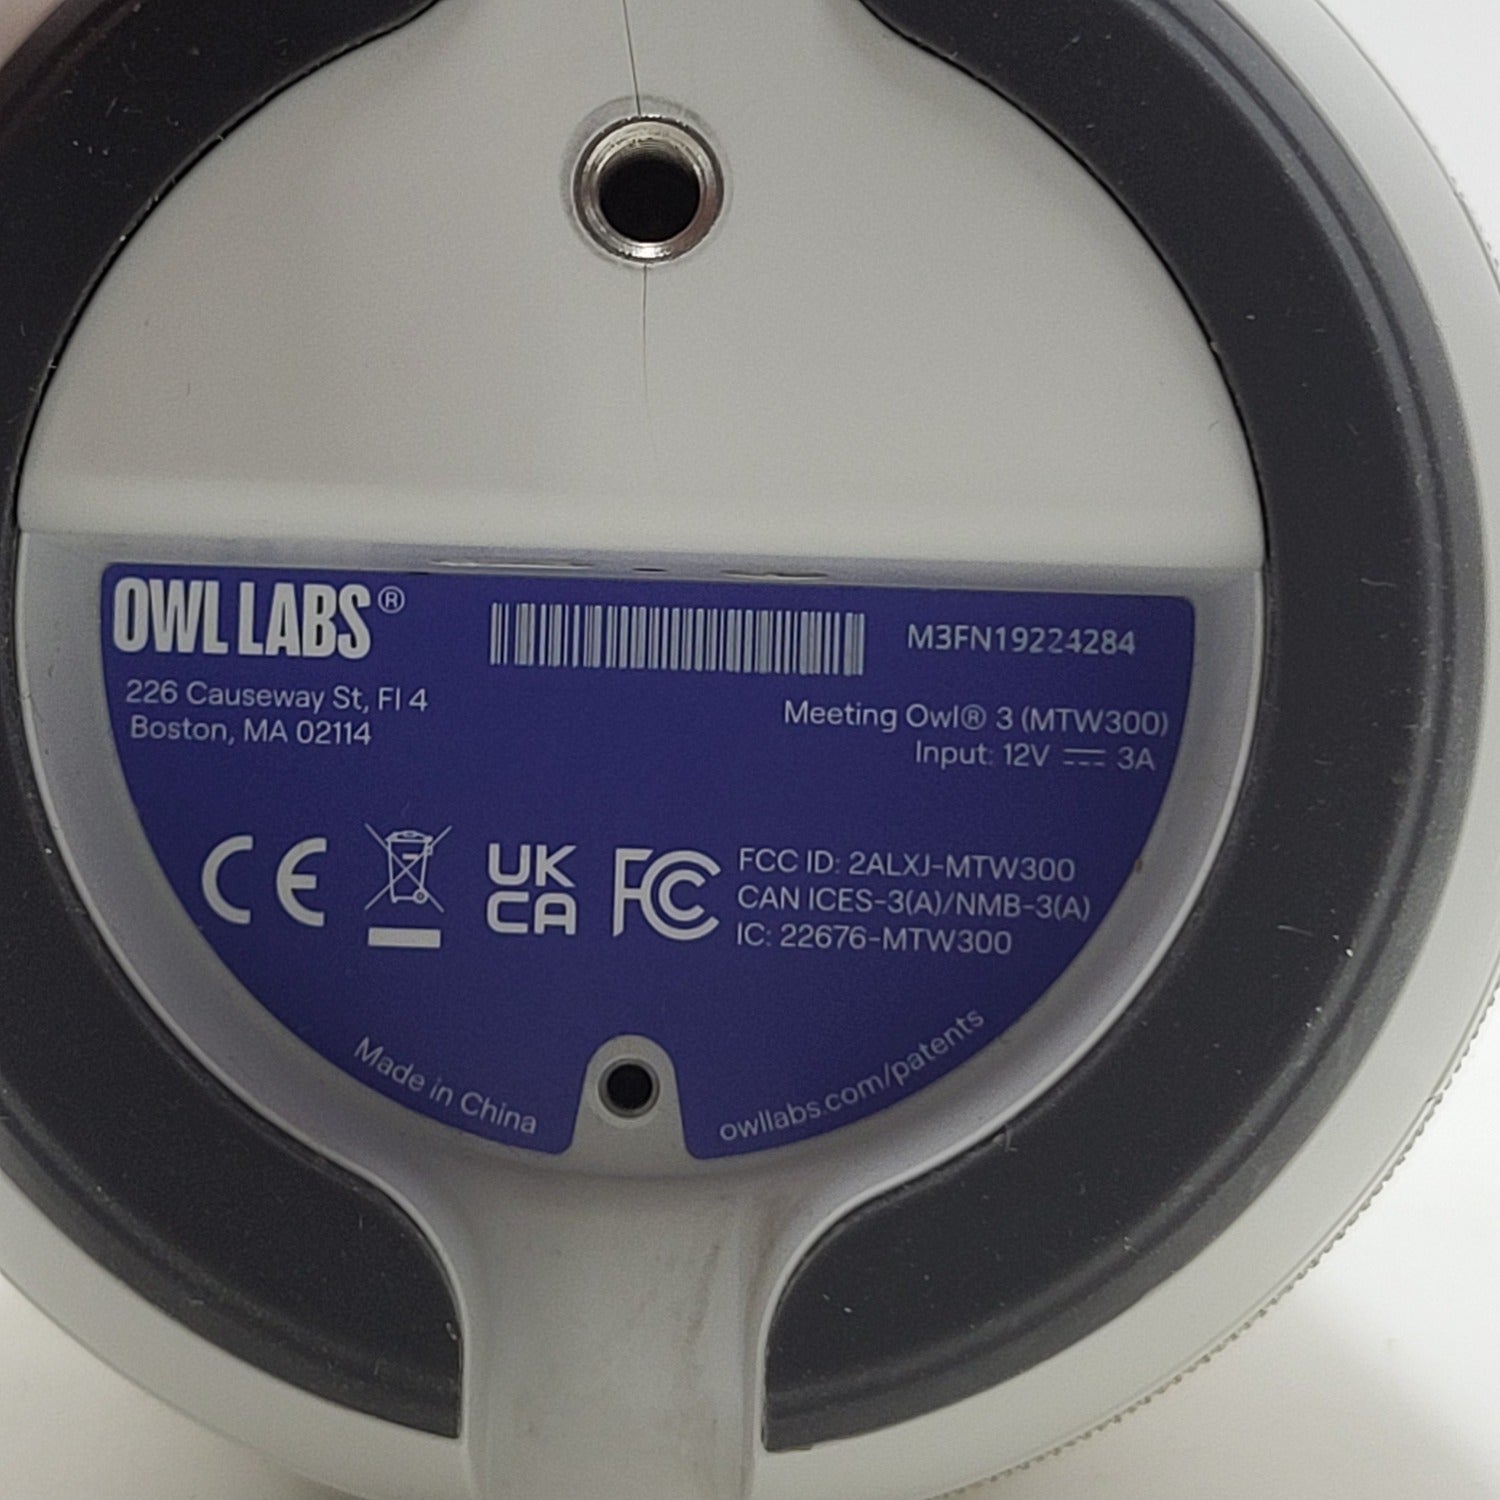 OWL LABS®
226 Causeway St, Fl 4
Boston, MA 02114
M3FN19224284
Meeting Owl® 3 (MTW300)
Input: 12V ⎓ 3A
CE
UK
CA
FC
FCC ID: 2ALXJ-MTW300
CAN ICES-3(A)/NMB-3(A)
IC: 22676-MTW300
Made in China
owllabs.com/patents